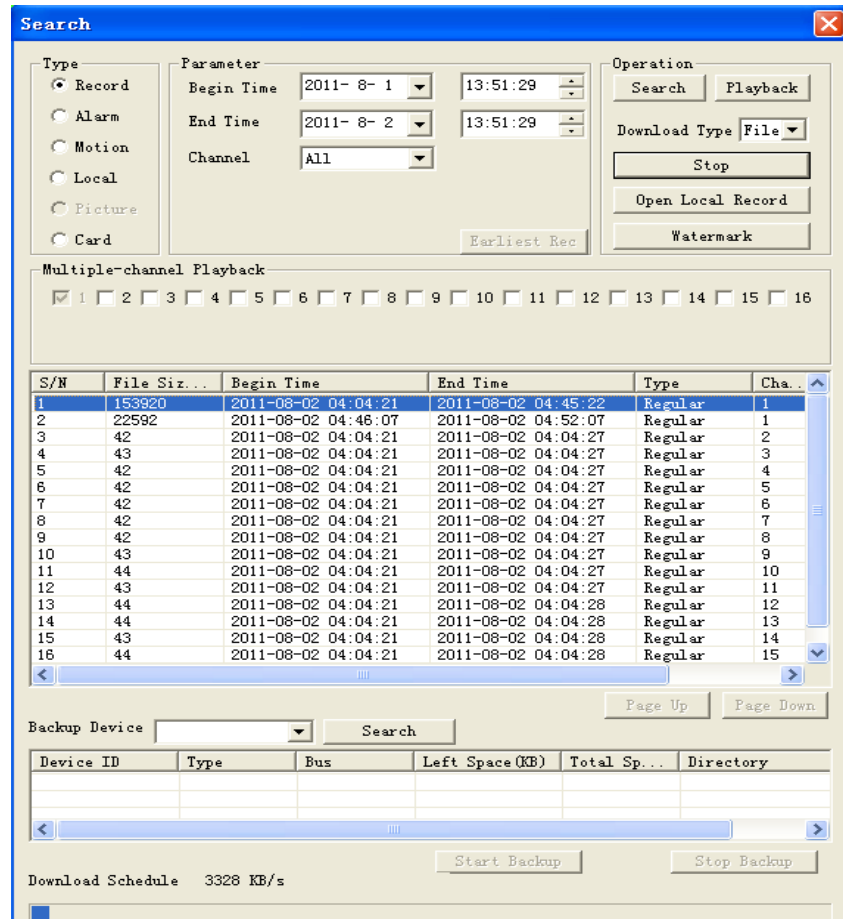 Search
Type Parameter Operation
Record Begin Time 2011- 8- 1 13:51:29 Search Playback
Alarm End Time 2011- 8- 2 13:51:29 Download Type File
Motion Channel All Stop
Local Open Local Record
Picture Watermark
Card Earliest Rec
Multiple-channel Playback
1 2 3 4 5 6 7 8 9 10 11 12 13 14 15 16
S/N File Siz... Begin Time End Time Type Cha..
1 153920 2011-08-02 04:04:21 2011-08-02 04:45:22 Regular 1
2 22592 2011-08-02 04:46:07 2011-08-02 04:52:07 Regular 1
3 42 2011-08-02 04:04:21 2011-08-02 04:04:27 Regular 2
4 43 2011-08-02 04:04:21 2011-08-02 04:04:27 Regular 3
5 42 2011-08-02 04:04:21 2011-08-02 04:04:27 Regular 4
6 42 2011-08-02 04:04:21 2011-08-02 04:04:27 Regular 5
7 42 2011-08-02 04:04:21 2011-08-02 04:04:27 Regular 6
8 42 2011-08-02 04:04:21 2011-08-02 04:04:27 Regular 7
9 42 2011-08-02 04:04:21 2011-08-02 04:04:27 Regular 8
10 43 2011-08-02 04:04:21 2011-08-02 04:04:27 Regular 9
11 44 2011-08-02 04:04:21 2011-08-02 04:04:27 Regular 10
12 43 2011-08-02 04:04:21 2011-08-02 04:04:27 Regular 11
13 44 2011-08-02 04:04:21 2011-08-02 04:04:28 Regular 12
14 44 2011-08-02 04:04:21 2011-08-02 04:04:28 Regular 13
15 43 2011-08-02 04:04:21 2011-08-02 04:04:28 Regular 14
16 44 2011-08-02 04:04:21 2011-08-02 04:04:28 Regular 15
Page Up Page Down
Backup Device Search
Device ID Type Bus Left Space(KB) Total Sp... Directory
Start Backup Stop Backup
Download Schedule 3328 KB/s